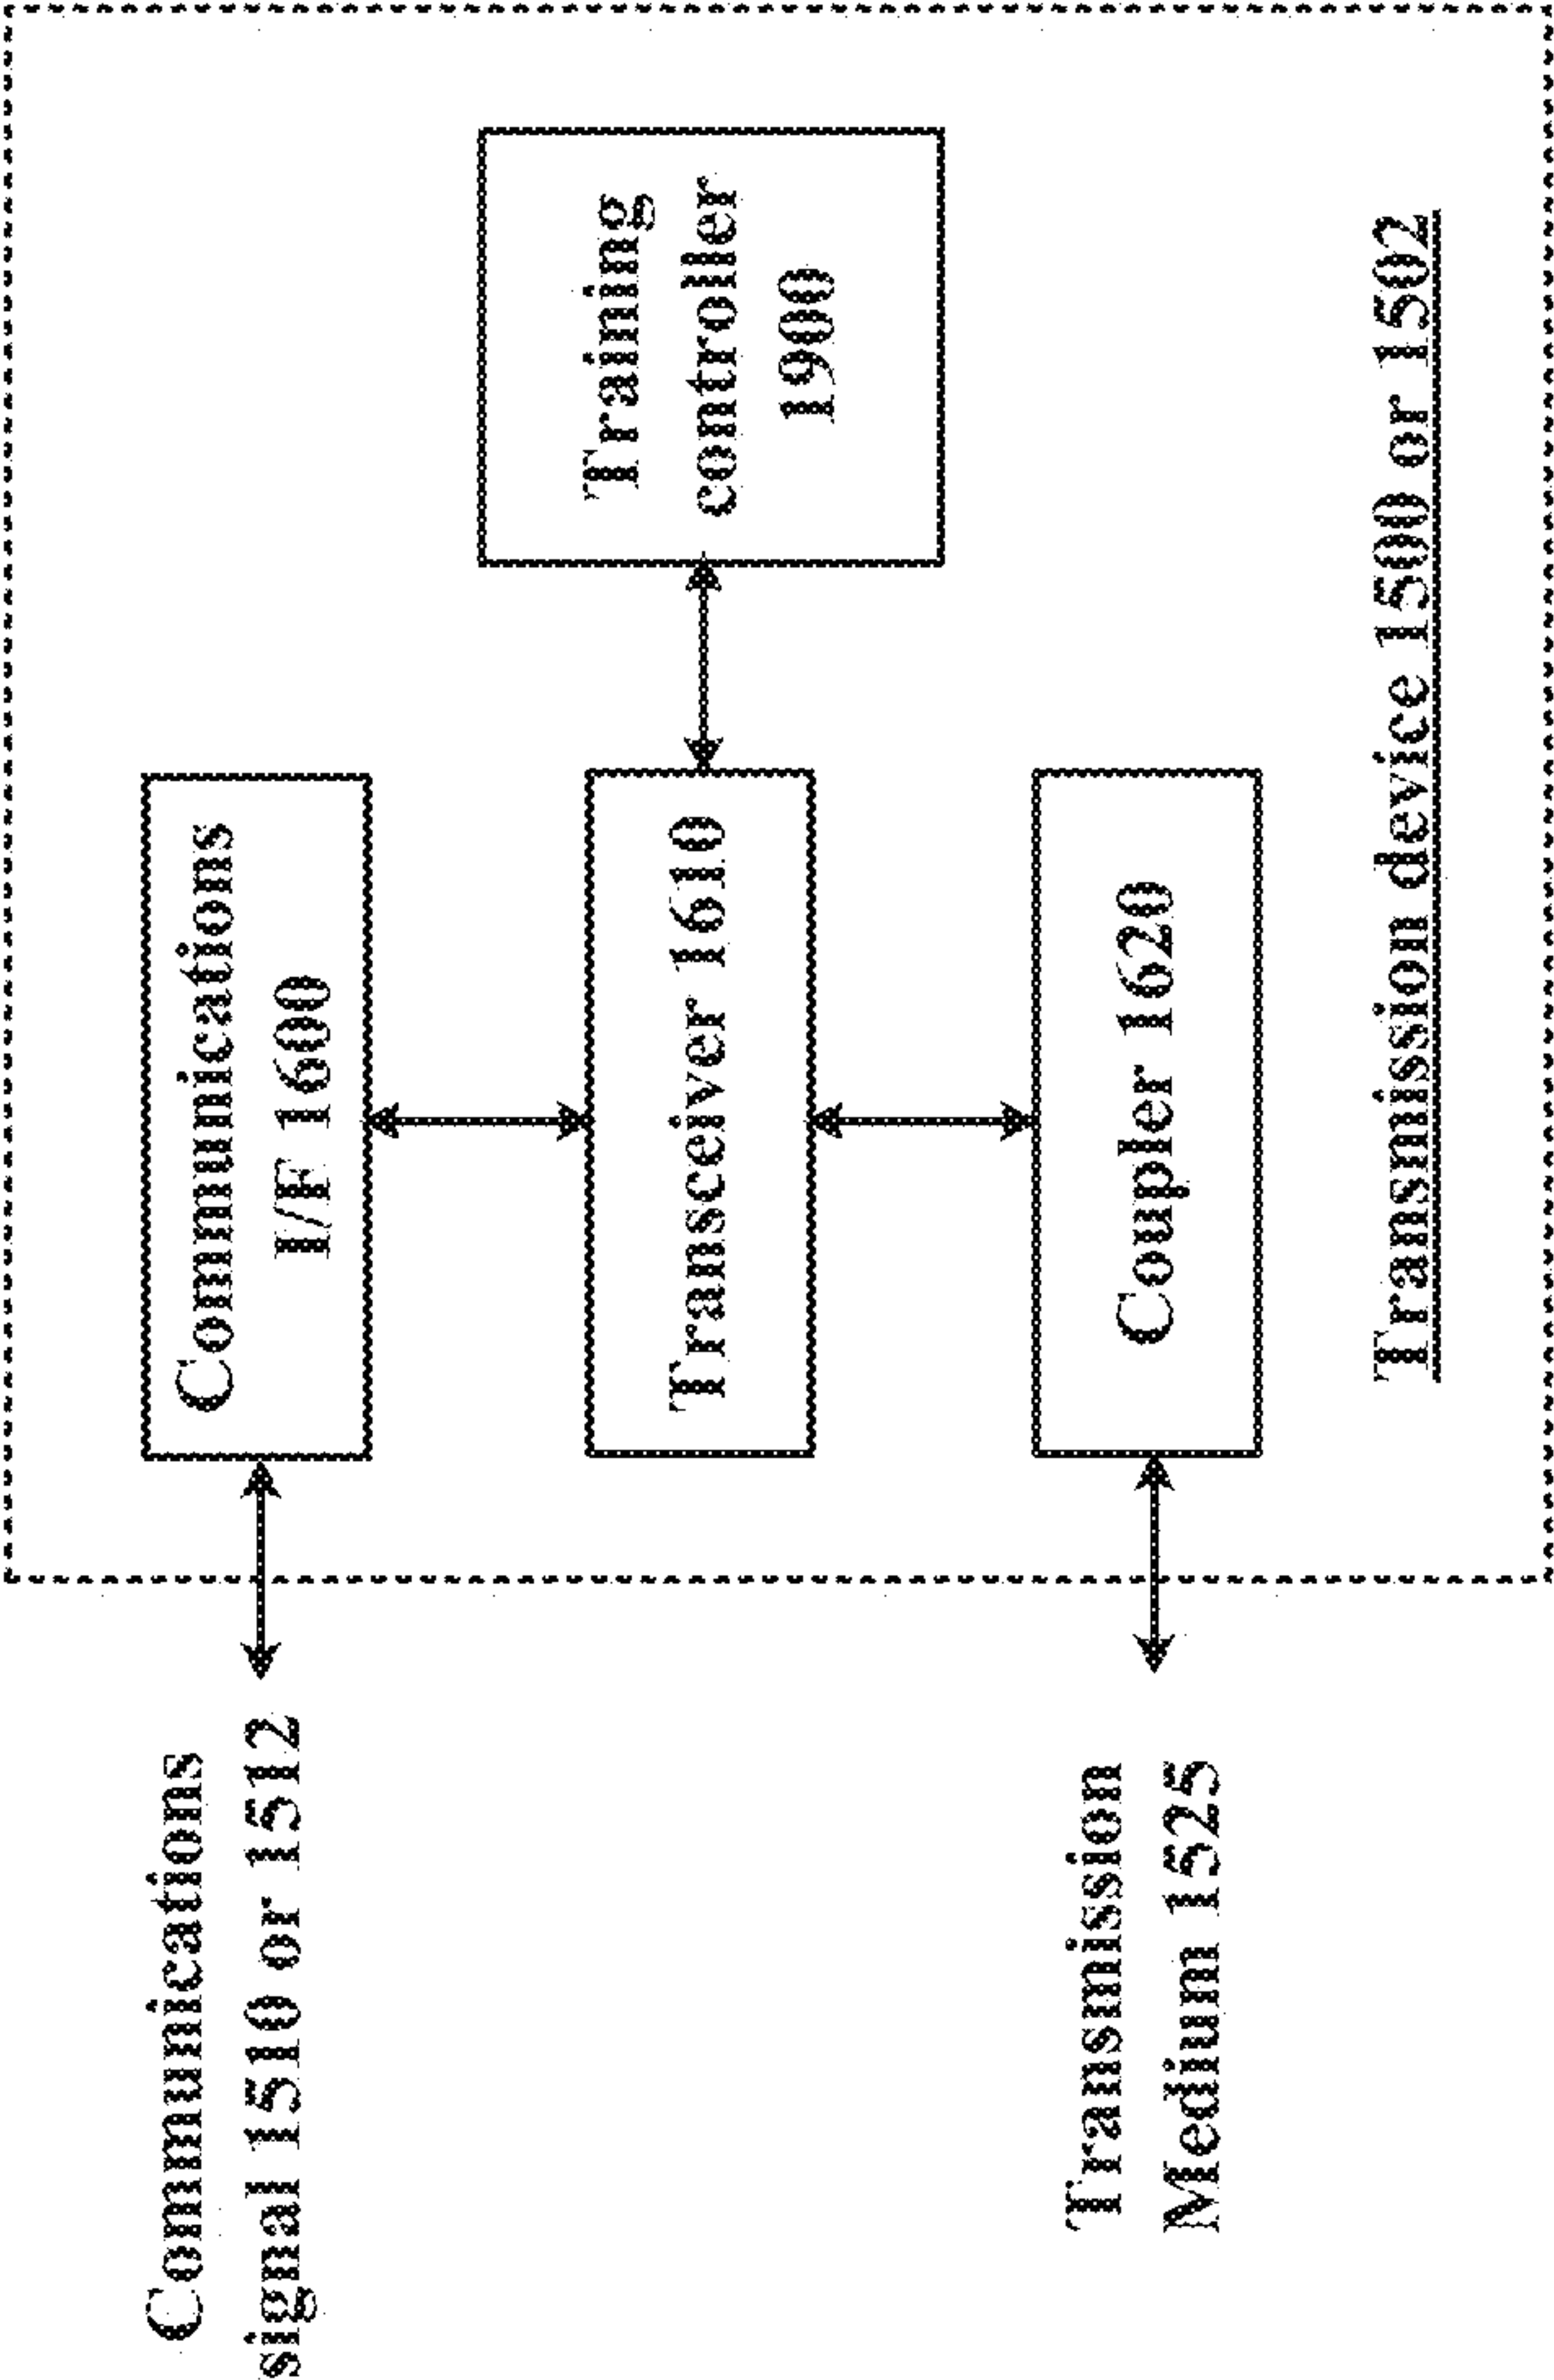 Communications
signal 1510 or 1512
Communications
I/F 1600
Transceiver 1610
Training
controller
1900
Transmission
Medium 1525
Coupler 1620
Transmission device 1500 or 1502